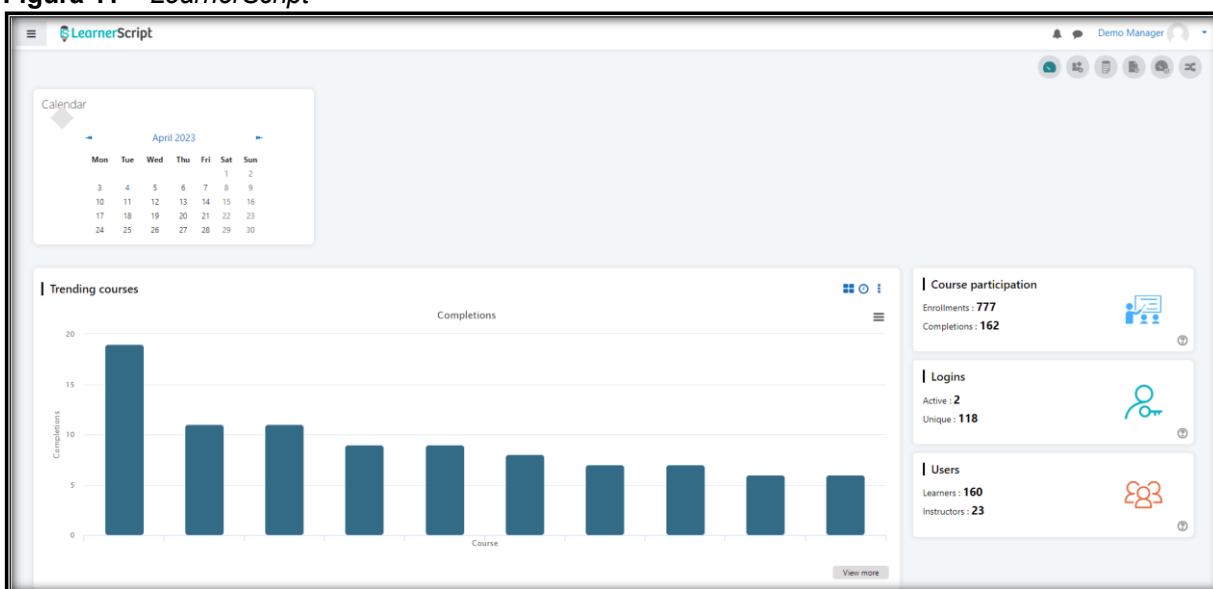 LearnerScript
Demo Manager
Calendar
April 2023
Mon Tue Wed Thu Fri Sat Sun
1 2
3 4 5 6 7 8 9
10 11 12 13 14 15 16
17 18 19 20 21 22 23
24 25 26 27 28 29 30
Trending courses
Completions
20
15
10
5
0
Completions
Course
View more
Course participation
Enrollments : 777
Completions : 162
Logins
Active : 2
Unique : 118
Users
Learners : 160
Instructors : 23